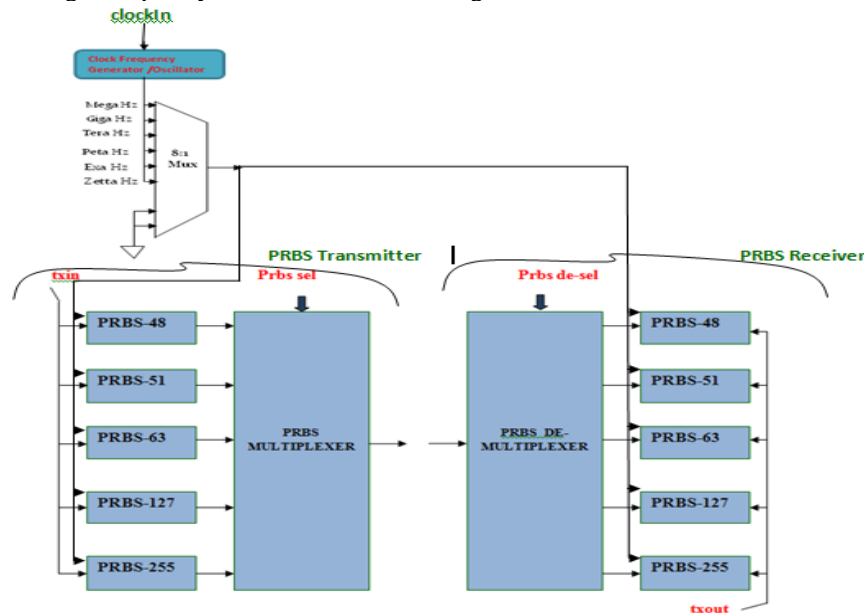 clockIn
Clock Frequency
Generator /Oscillator
Mega Hz
Giga Hz
Tera Hz
Peta Hz
Exa Hz
Zetta Hz
8:1
Mux
PRBS Transmitter
PRBS Receiver
txin
Prbs sel
Prbs de-sel
PRBS-48
PRBS-51
PRBS-63
PRBS-127
PRBS-255
PRBS
MULTIPLEXER
PRBS DE-
MULTIPLEXER
PRBS-48
PRBS-51
PRBS-63
PRBS-127
PRBS-255
txout